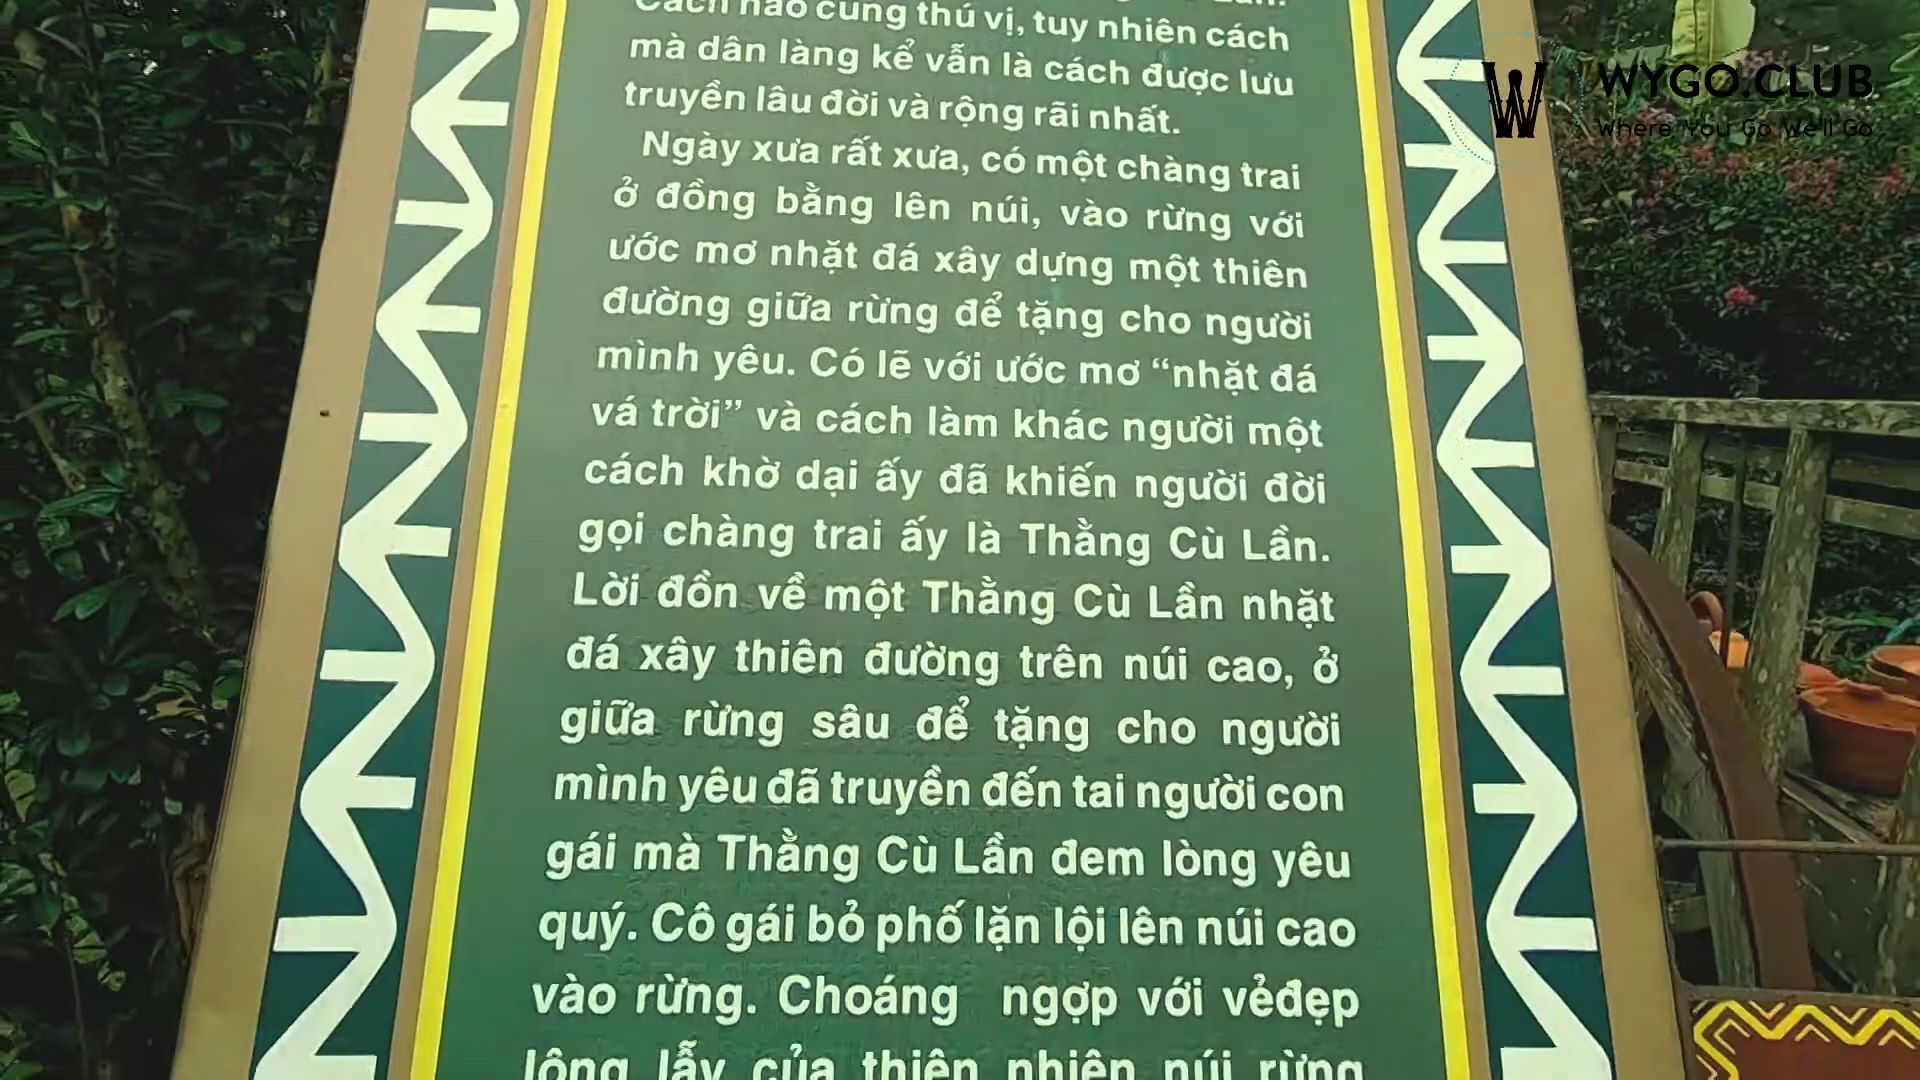 Cách nào cũng thú vị, tuy nhiên cách
mà dân làng kể vẫn là cách được lưu
truyền lâu đời và rộng rãi nhất.
Ngày xưa rất xưa, có một chàng trai
ở đồng bằng lên núi, vào rừng với
ước mơ nhặt đá xây dựng một thiên
đường giữa rừng để tặng cho người
mình yêu. Có lẽ với ước mơ “nhặt đá
vá trời” và cách làm khác người một
cách khờ dại ấy đã khiến người đời
gọi chàng trai ấy là Thằng Cù Lần.
Lời đồn về một Thằng Cù Lần nhặt
đá xây thiên đường trên núi cao, ở
giữa rừng sâu để tặng cho người
mình yêu đã truyền đến tai người con
gái mà Thằng Cù Lần đem lòng yêu
quý. Cô gái bỏ phố lặn lội lên núi cao
vào rừng. Choáng ngợp với vẻđẹp
lộng lẫy của thiên nhiên núi rừng
WYGO.CLUB
Where You Go We'll Go